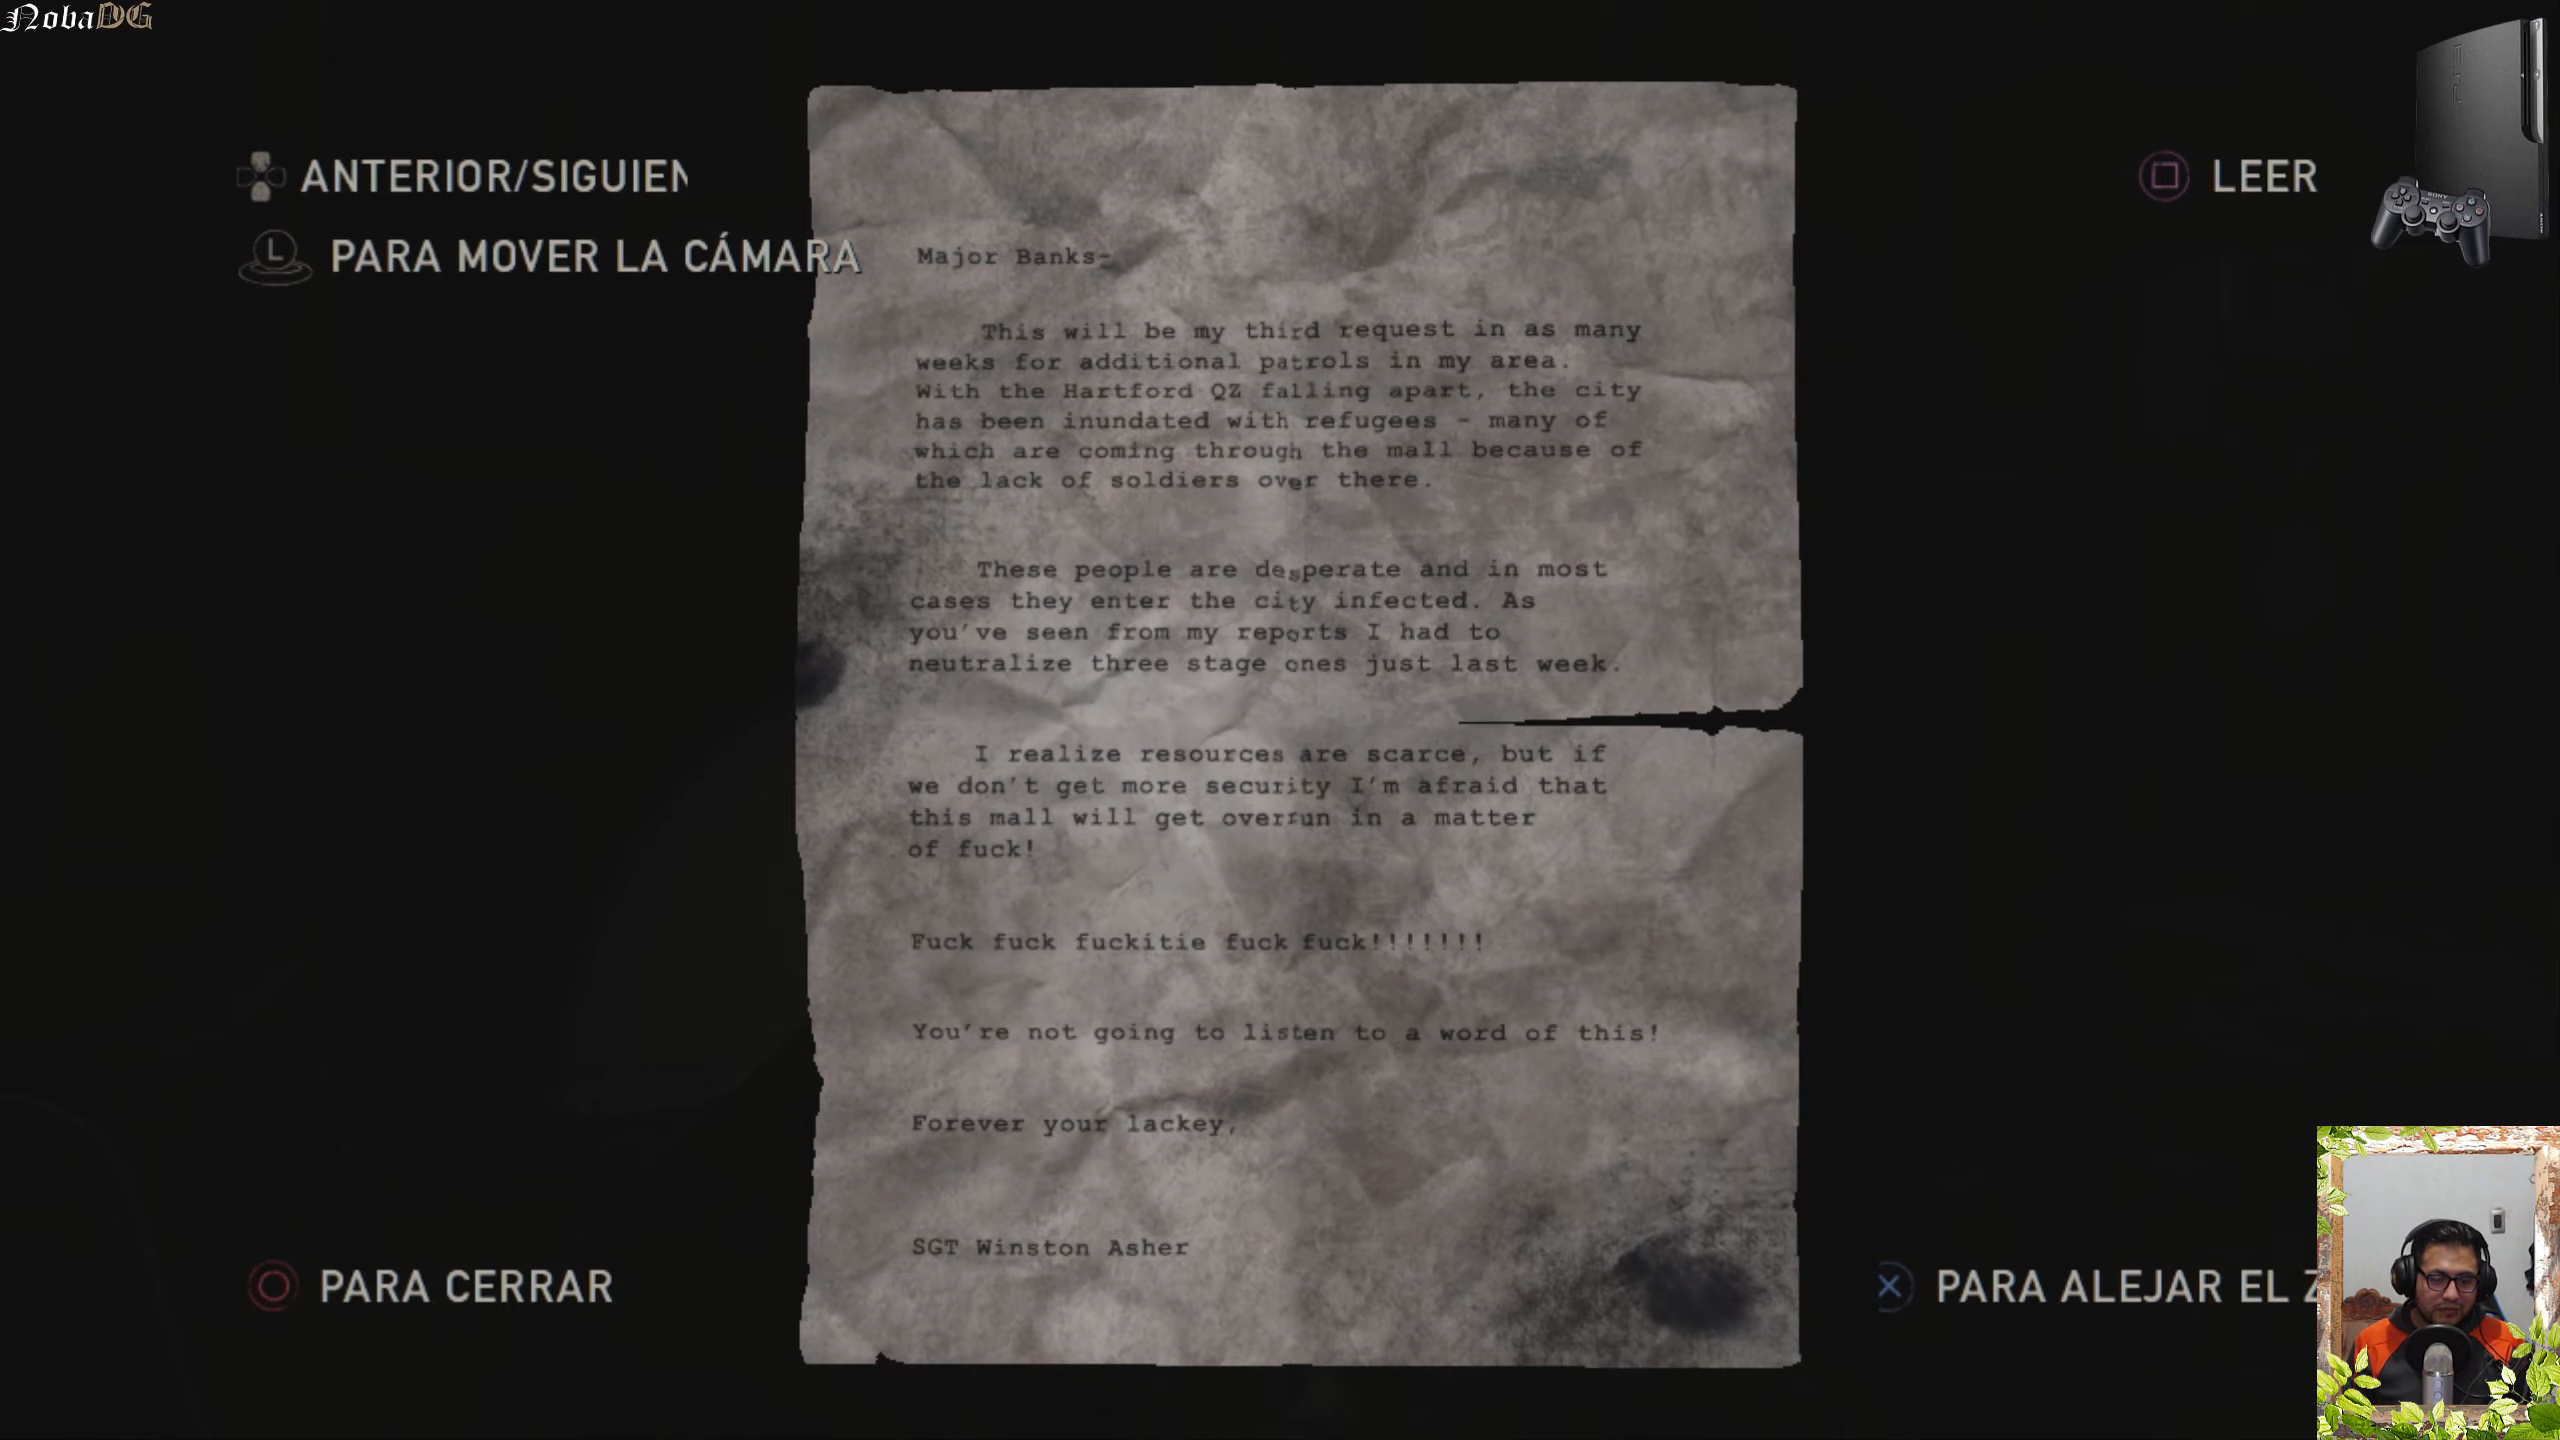 NobaDG
ANTERIOR/SIGUIEN
PARA MOVER LA CÁMARA
LEER
Major Banks-
This will be my third request in as many
weeks for additional patrols in my area.
With the Hartford QZ falling apart, the city
has been inundated with refugees - many of
which are coming through the mall because of
the lack of soldiers over there.
These people are desperate and in most
cases they enter the city infected. As
you've seen from my reports I had to
neutralize three stage ones just last week.
I realize resources are scarce, but if
we don't get more security I'm afraid that
this mall will get overrun in a matter
of fuck!
Fuck fuck fuckitie fuck fuck!!!!!!!
You're not going to listen to a word of this!
Forever your lackey,
SGT Winston Asher
PARA CERRAR
PARA ALEJAR EL Z